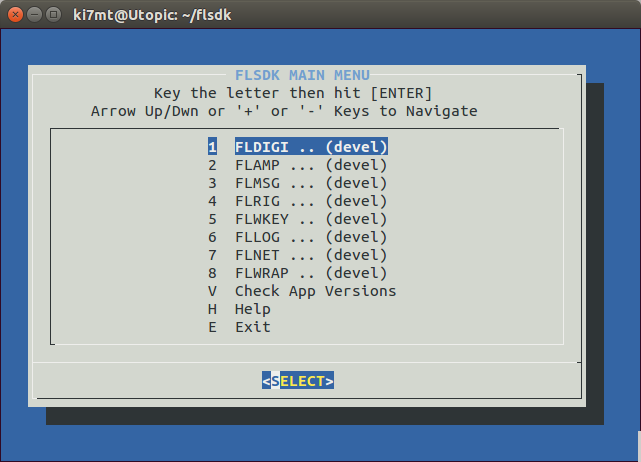 ki7mt@Utopic: ~/flsdk
FLSDK MAIN MENU
Key the letter then hit [ENTER]
Arrow Up/Dwn or '+' or '-' Keys to Navigate
1 FLDIGI .. (devel)
2 FLAMP ... (devel)
3 FLMSG ... (devel)
4 FLRIG ... (devel)
5 FLWKEY .. (devel)
6 FLLOG ... (devel)
7 FLNET ... (devel)
8 FLWRAP .. (devel)
V Check App Versions
H Help
E Exit
<SELECT>